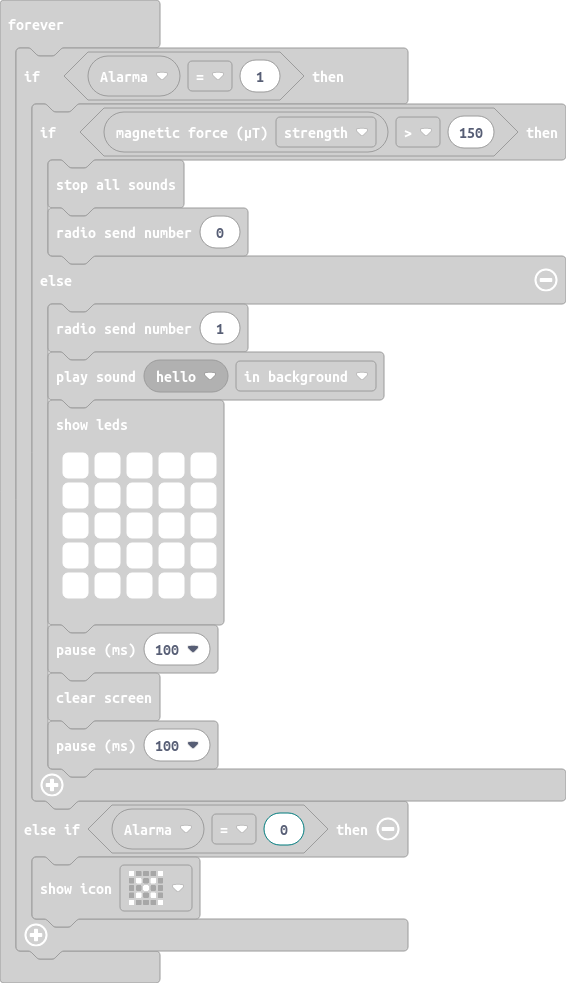 forever
if Alarma = 1 then
if magnetic force (µT) strength > 150 then
stop all sounds
radio send number 0
else
radio send number 1
play sound hello in background
show leds
pause (ms) 100
clear screen
pause (ms) 100
else if Alarma = 0 then
show icon